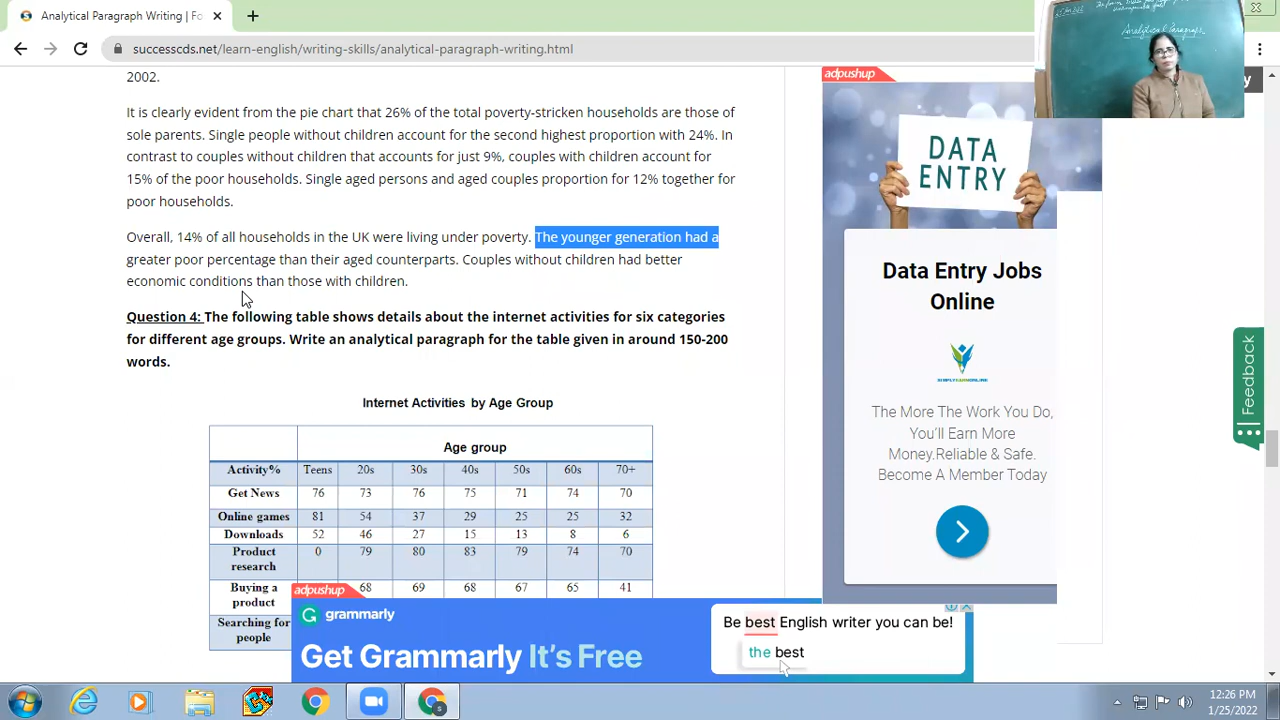 Analytical Paragraph Writing | Fo
successcds.net/learn-english/writing-skills/analytical-paragraph-writing.html
Analytical Paragraph
2002.
It is clearly evident from the pie chart that 26% of the total poverty-stricken households are those of
sole parents. Single people without children account for the second highest proportion with 24%. In
contrast to couples without children that accounts for just 9%, couples with children account for
15% of the poor households. Single aged persons and aged couples proportion for 12% together for
poor households.
Overall, 14% of all households in the UK were living under poverty. The younger generation had a
greater poor percentage than their aged counterparts. Couples without children had better
economic conditions than those with children.
Question 4: The following table shows details about the internet activities for six categories
for different age groups. Write an analytical paragraph for the table given in around 150-200
words.
Internet Activities by Age Group
Age group
Activity% Teens 20s 30s 40s 50s 60s 70+
Get News 76 73 76 75 71 74 70
Online games 81 54 37 29 25 25 32
Downloads 52 46 27 15 13 8 6
Product
research 0 79 80 83 79 74 70
Buying a
product 68 69 68 67 65 41
Searching for
people
adpushup
DATA
ENTRY
Data Entry Jobs
Online
The More The Work You Do,
You'll Earn More
Money.Reliable & Safe.
Become A Member Today
Feedback
adpushup
grammarly
Get Grammarly It's Free
Be best English writer you can be!
the best
12:26 PM
1/25/2022